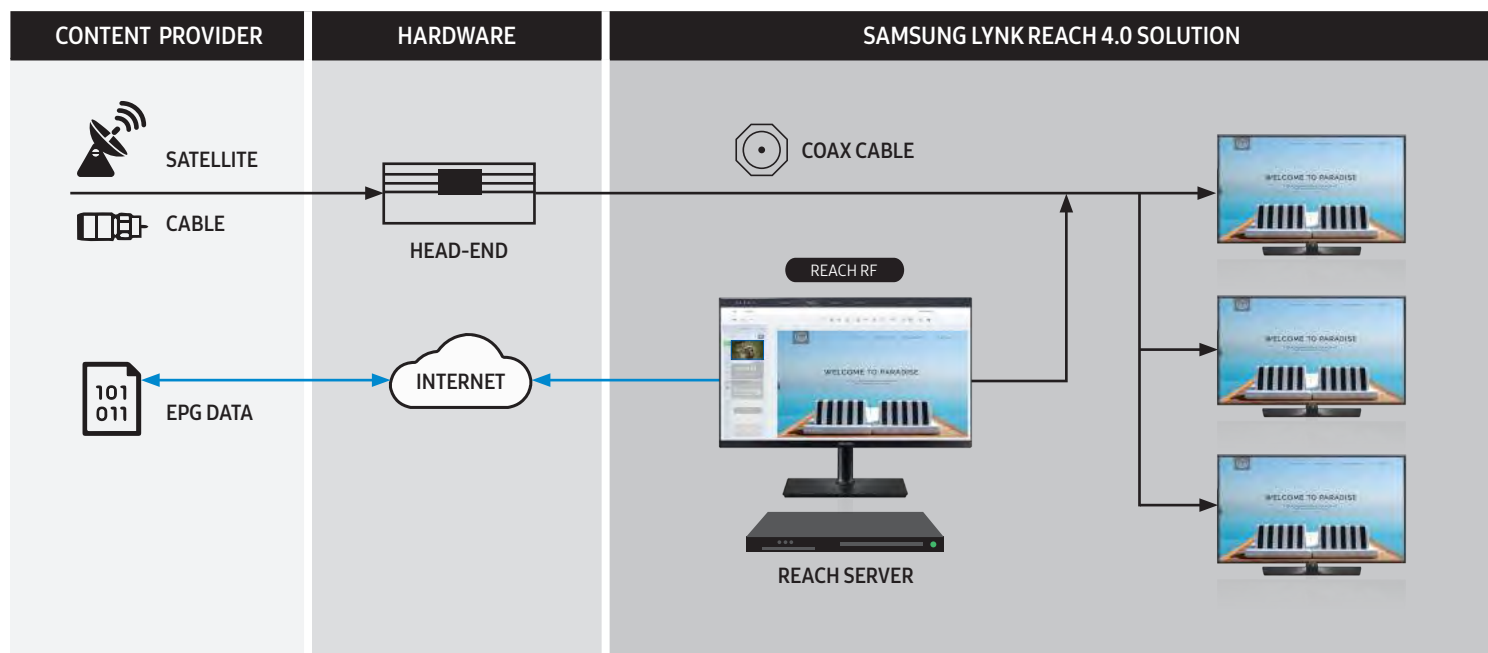 CONTENT PROVIDER
HARDWARE
SAMSUNG LYNK REACH 4.0 SOLUTION
SATELLITE
COAX CABLE
CABLE
HEAD-END
REACH RF
INTERNET
EPG DATA
101
011
REACH SERVER
WELCOME TO PARADISE
WELCOME TO PARADISE
WELCOME TO PARADISE
WELCOME TO PARADISE